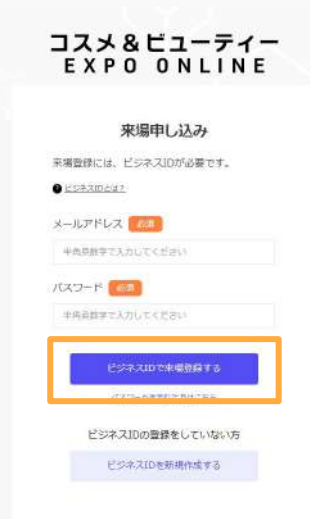 コスメ&ビューティー
EXPO ONLINE
来場申し込み
来場登録には、ビジネスIDが必要です。
? ビジネスIDとは?
メールアドレス 必須
半角英数字で入力してください
パスワード 必須
半角英数字で入力してください
ビジネスIDで来場登録する
ビジネスIDの登録をしていない方
ビジネスIDを新規作成する